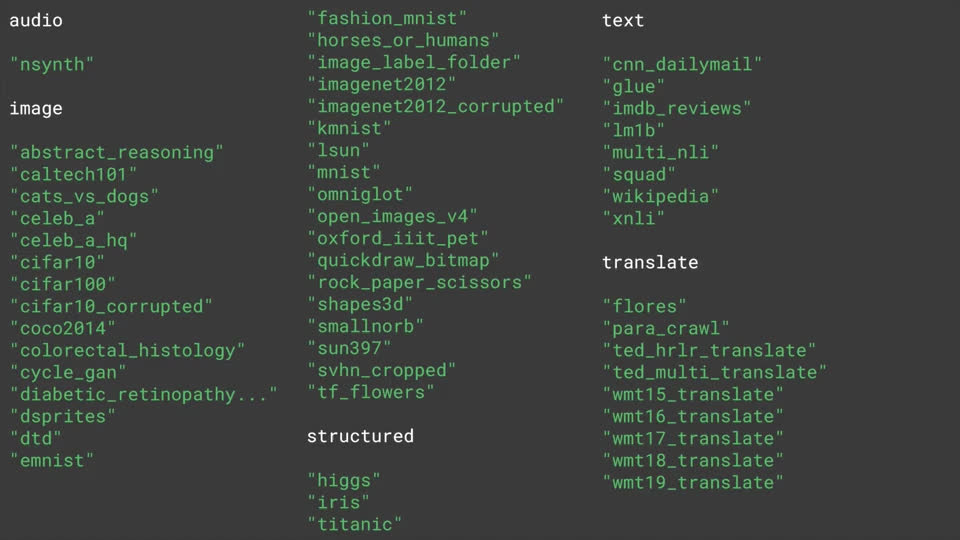 audio
"nsynth"
image
"abstract_reasoning"
"caltech101"
"cats_vs_dogs"
"celeb_a"
"celeb_a_hq"
"cifar10"
"cifar100"
"cifar10_corrupted"
"coco2014"
"colorectal_histology"
"cycle_gan"
"diabetic_retinopathy..."
"dsprites"
"dtd"
"emnist"
"fashion_mnist"
"horses_or_humans"
"image_label_folder"
"imagenet2012"
"imagenet2012_corrupted"
"kmnist"
"lsun"
"mnist"
"omniglot"
"open_images_v4"
"oxford_iiit_pet"
"quickdraw_bitmap"
"rock_paper_scissors"
"shapes3d"
"smallnorb"
"sun397"
"svhn_cropped"
"tf_flowers"
structured
"higgs"
"iris"
"titanic"
text
"cnn_dailymail"
"glue"
"imdb_reviews"
"lm1b"
"multi_nli"
"squad"
"wikipedia"
"xnli"
translate
"flores"
"para_crawl"
"ted_hrlr_translate"
"ted_multi_translate"
"wmt15_translate"
"wmt16_translate"
"wmt17_translate"
"wmt18_translate"
"wmt19_translate"